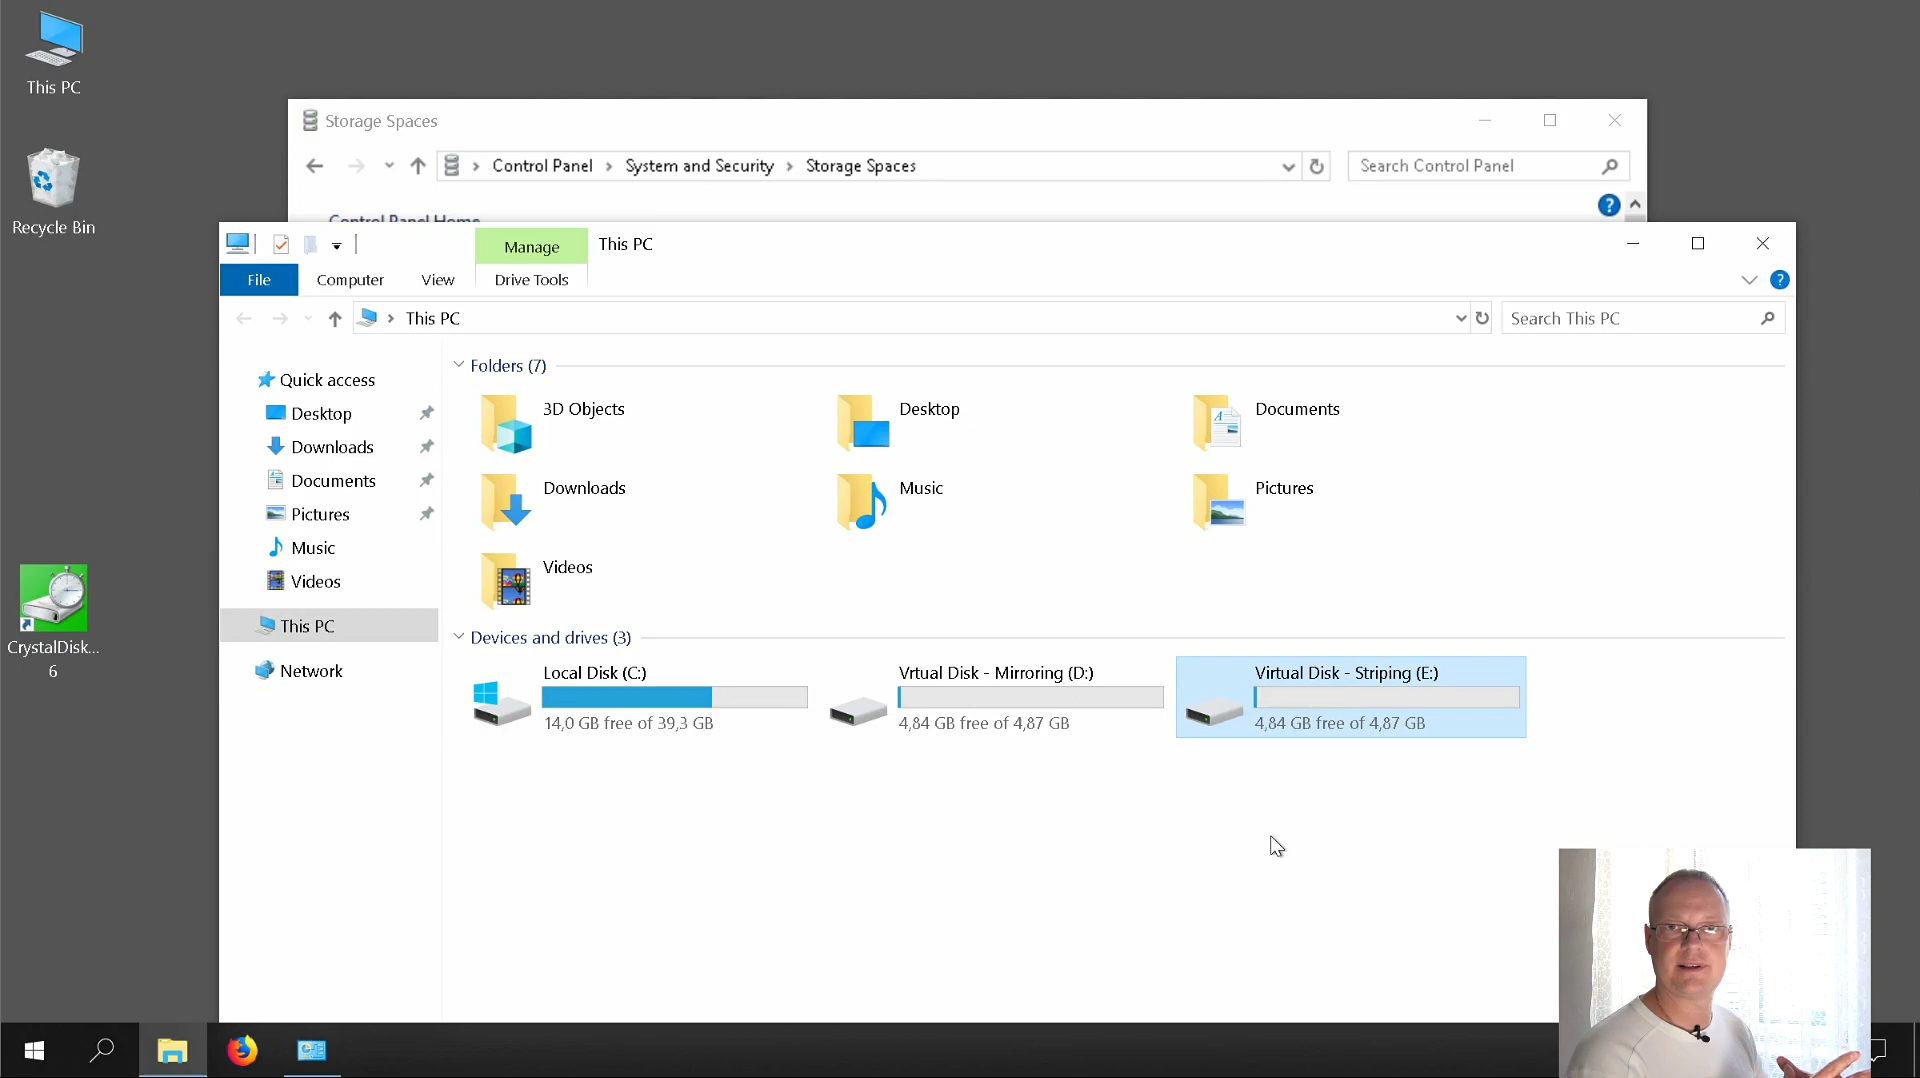 This PC
Recycle Bin
CrystalDisk...
6
Storage Spaces
Control Panel
System and Security
Storage Spaces
Search Control Panel
Control Panel Home
Manage
This PC
File
Computer
View
Drive Tools
This PC
Search This PC
Quick access
Desktop
Downloads
Documents
Pictures
Music
Videos
This PC
Network
Folders (7)
3D Objects
Desktop
Documents
Downloads
Music
Pictures
Videos
Devices and drives (3)
Local Disk (C:)
14,0 GB free of 39,3 GB
Vrtual Disk - Mirroring (D:)
4,84 GB free of 4,87 GB
Virtual Disk - Striping (E:)
4,84 GB free of 4,87 GB